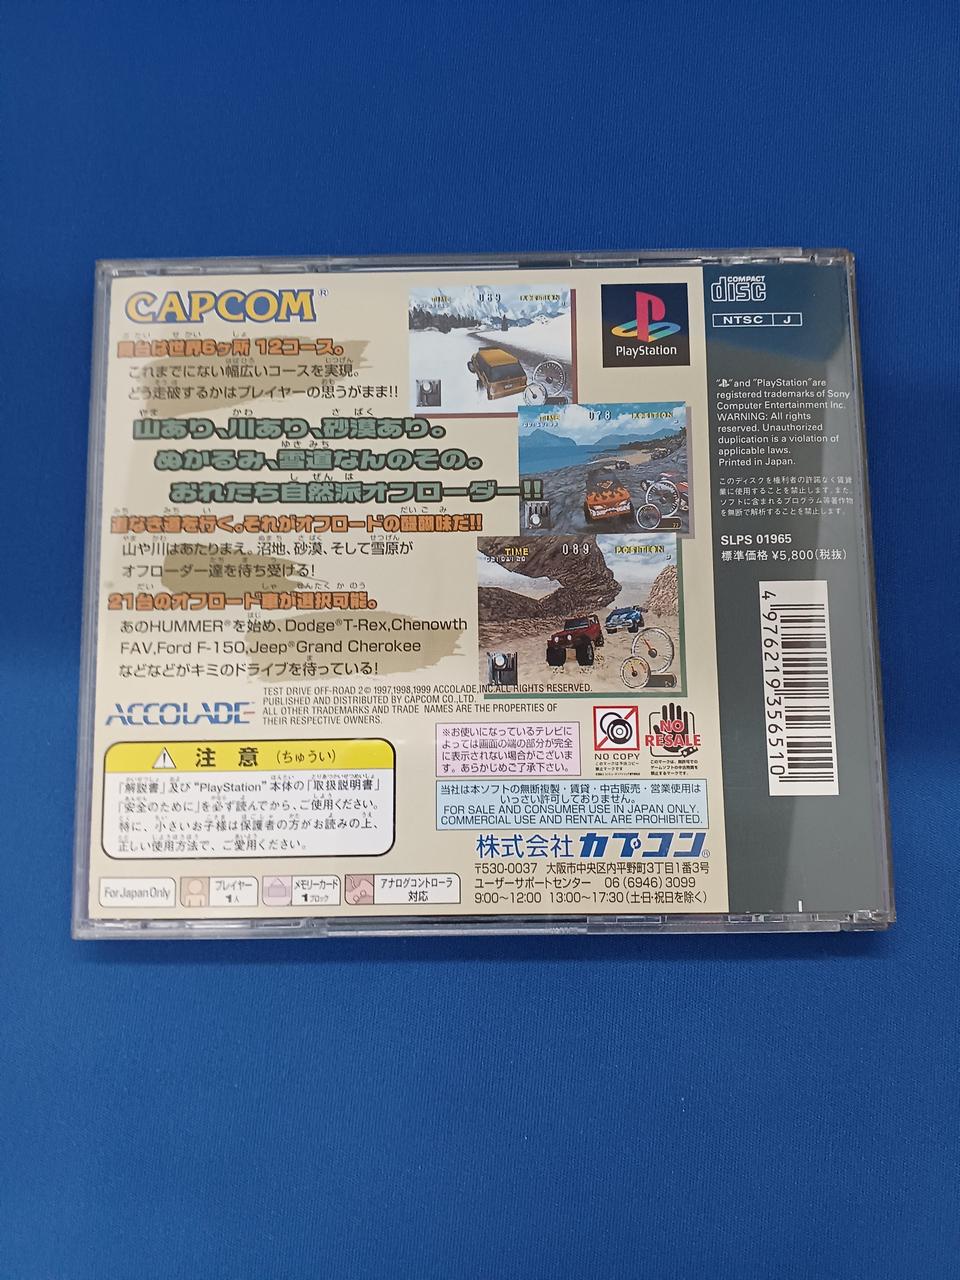 CAPCOM®
舞台は世界6ヶ所 12コース。
これまでにない幅広いコースを実現。
どう走破するかはプレイヤーの思うがまま!!
山あり、川あり、砂漠あり。
ぬかるみ、雪道なんのその。
おれたち自然派オフローダー!!
道なき道を行く。それがオフロードの醍醐味だ!!
山や川はあたりまえ。沼地、砂漠、そして雪原が
オフローダー達を待ち受ける!
21台のオフロード車が選択可能。
あのHUMMER®を始め、Dodge®T-Rex,Chenowth
FAV,Ford F-150,Jeep®Grand Cherokee
などなどがキミのドライブを待っている!
ACCOLADE
TEST DRIVE OFF-ROAD 2© 1997,1998,1999 ACCOLADE,INC.ALL RIGHTS RESERVED.
PUBLISHED AND DISTRIBUTED BY CAPCOM CO.,LTD.
ALL OTHER TRADEMARKS AND TRADE NAMES ARE THE PROPERTIES OF
THEIR RESPECTIVE OWNERS.
注意(ちゅうい)
「解説書」及び"PlayStation"本体の「取扱説明書」
「安全のために」を必ず読んでから、ご使用ください。
特に、小さいお子様は保護者の方がお読みの上、
正しい使用方法で、ご愛用ください。
For Japan Only
プレイヤー
1人
メモリーカード
1ブロック
アナログコントローラ
対応
TIME
089
POSITION
TIME
078
POSITION
TIME
089
POSITION
※お使いになっているテレビに
よっては画面の端の部分が完全
に表示されない場合がございま
す。あらかじめご了承下さい。
NO COPY
NO
RESALE
当社は本ソフトの無断複製・賃貸・中古販売・営業使用は
いっさい許可しておりません。
FOR SALE AND CONSUMER USE IN JAPAN ONLY.
COMMERCIAL USE AND RENTAL ARE PROHIBITED.
株式会社カプコン®
〒530-0037 大阪市中央区内平野町3丁目1番3号
ユーザーサポートセンター 06(6946)3099
9:00~12:00 13:00~17:30(土・日・祝日を除く)
PlayStation
COMPACT
disc
NTSC J
"PS"and "PlayStation"are
registered trademarks of Sony
Computer Entertainment Inc.
WARNING: All rights
reserved. Unauthorized
duplication is a violation of
applicable laws.
Printed in Japan.
このディスクを権利者の許諾なく賃貸
業に使用することを禁止します。また、
ソフトに含まれるプログラム等著作物
を無断で解析することを禁止します。
SLPS 01965
標準価格 ¥5,800(税抜)
4976219356510